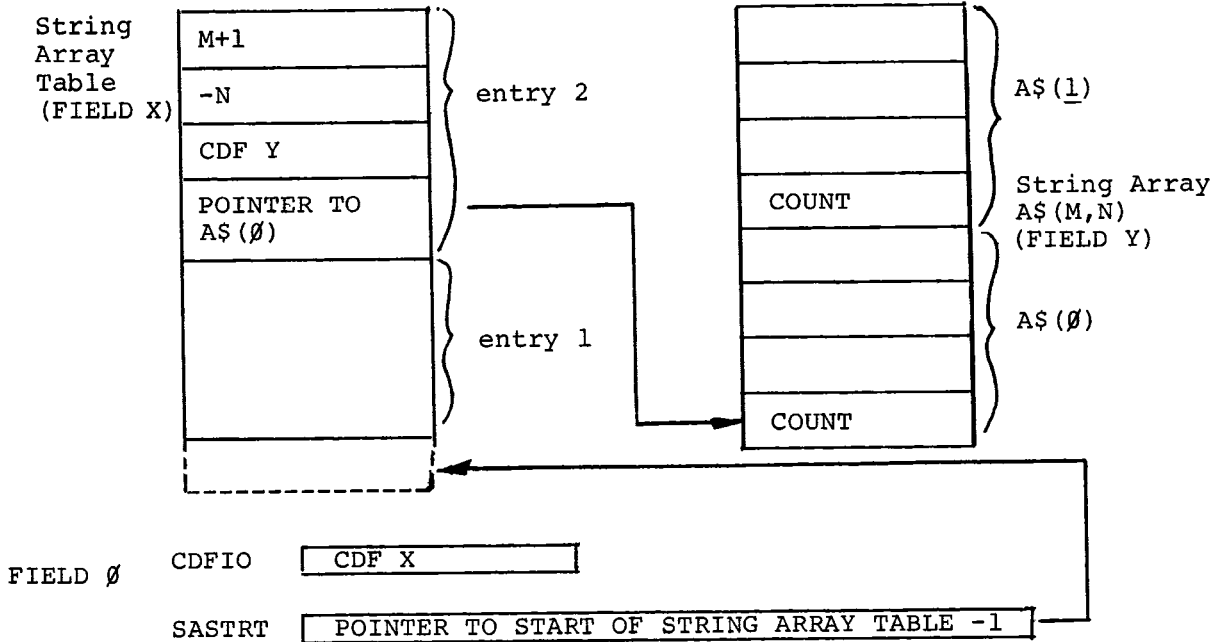 String
Array
Table
(FIELD X)
M+1
-N
CDF Y
POINTER TO
A$(Ø)
entry 2
entry 1
COUNT
COUNT
A$(1)
String Array
A$(M,N)
(FIELD Y)
A$(Ø)
FIELD Ø
CDFIO
CDF X
SASTRT
POINTER TO START OF STRING ARRAY TABLE -1